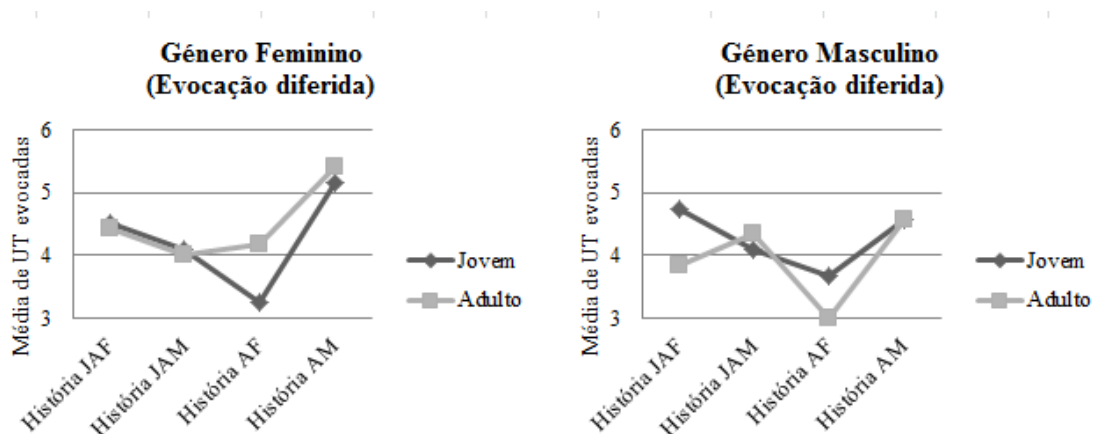 Género Feminino
(Evocação diferida)
Média de UT evocadas
6
5
4
3
História JAF
História JAM
História AF
História AM
Jovem
Adulto
Género Masculino
(Evocação diferida)
Média de UT evocadas
6
5
4
3
História JAF
História JAM
História AF
História AM
Jovem
Adulto